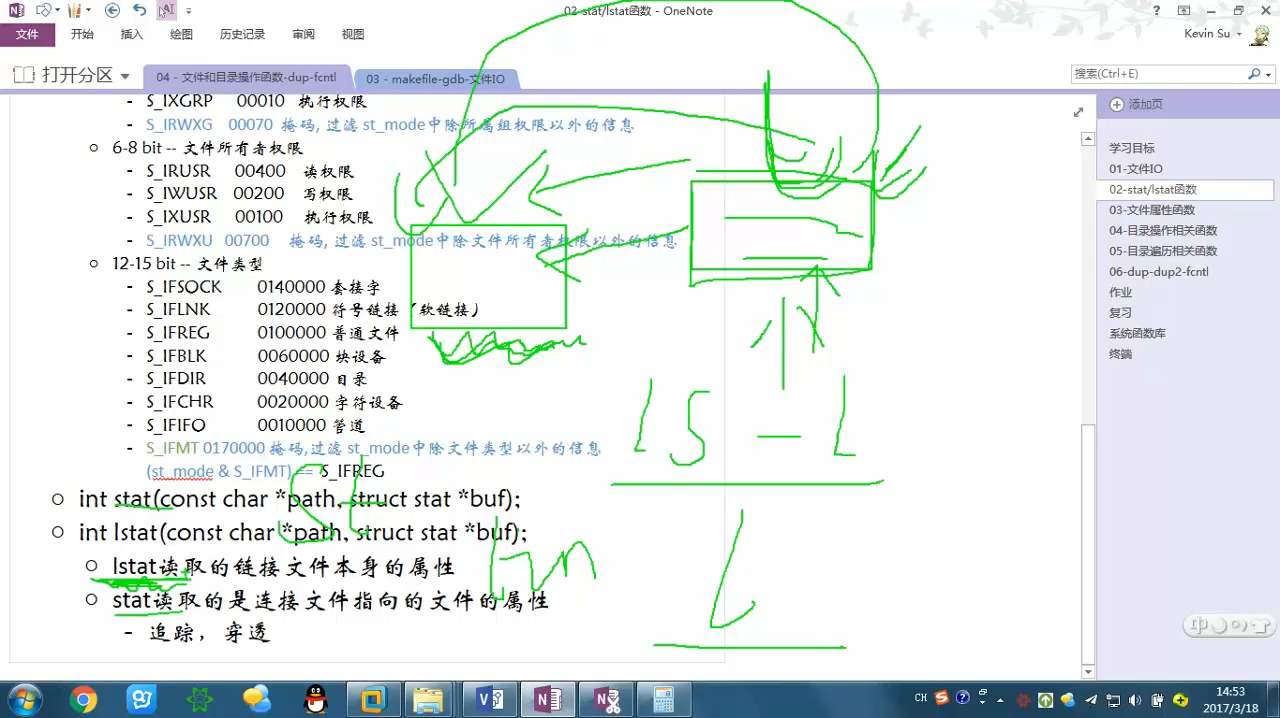 02-stat/lstat函数 - OneNote
文件 开始 插入 绘图 历史记录 审阅 视图
Kevin Su
打开分区 04 - 文件和目录操作函数-dup-fcntl 03 - makefile-gdb-文件IO
搜索(Ctrl+E)
- S_IXGRP 00010 执行权限
- S_IRWXG 00070 掩码, 过滤 st_mode中除所属组权限以外的信息
○ 6-8 bit -- 文件所有者权限
- S_IRUSR 00400 读权限
- S_IWUSR 00200 写权限
- S_IXUSR 00100 执行权限
- S_IRWXU 00700 掩码, 过滤 st_mode中除文件所有者权限以外的信息
○ 12-15 bit -- 文件类型
- S_IFSOCK 0140000 套接字
- S_IFLNK 0120000 符号链接（软链接）
- S_IFREG 0100000 普通文件
- S_IFBLK 0060000 块设备
- S_IFDIR 0040000 目录
- S_IFCHR 0020000 字符设备
- S_IFIFO 0010000 管道
- S_IFMT 0170000 掩码,过滤 st_mode中除文件类型以外的信息
(st_mode & S_IFMT) == S_IFREG
○ int stat(const char *path, struct stat *buf);
○ int lstat(const char *path, struct stat *buf);
○ lstat读取的链接文件本身的属性
○ stat读取的是连接文件指向的文件的属性
- 追踪，穿透
ls - l
l
添加页
学习目标
01-文件IO
02-stat/lstat函数
03-文件属性函数
04-目录操作相关函数
05-目录遍历相关函数
06-dup-dup2-fcntl
作业
复习
系统函数库
终端
中
CH
14:53
2017/3/18